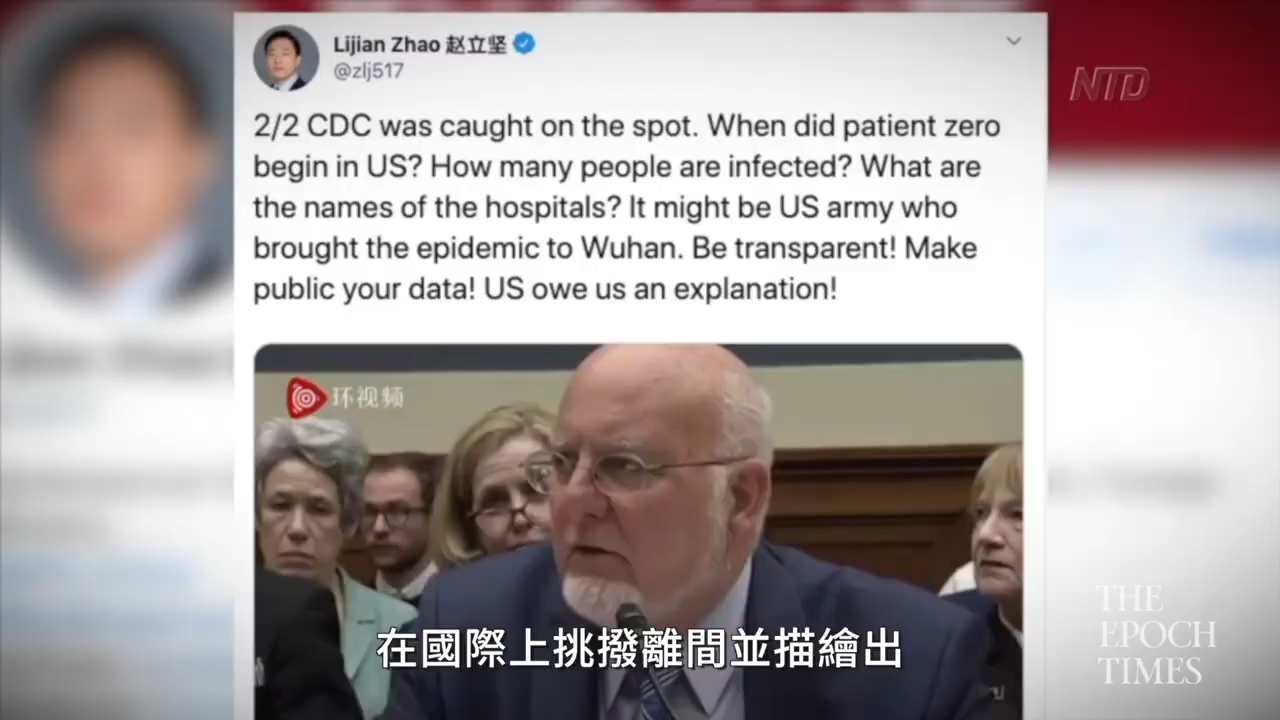 Lijian Zhao 赵立坚
@zlj517
NTD
2/2 CDC was caught on the spot. When did patient zero
begin in US? How many people are infected? What are
the names of the hospitals? It might be US army who
brought the epidemic to Wuhan. Be transparent! Make
public your data! US owe us an explanation!
环视频
在國際上挑撥離間並描繪出
THE
EPOCH
TIMES